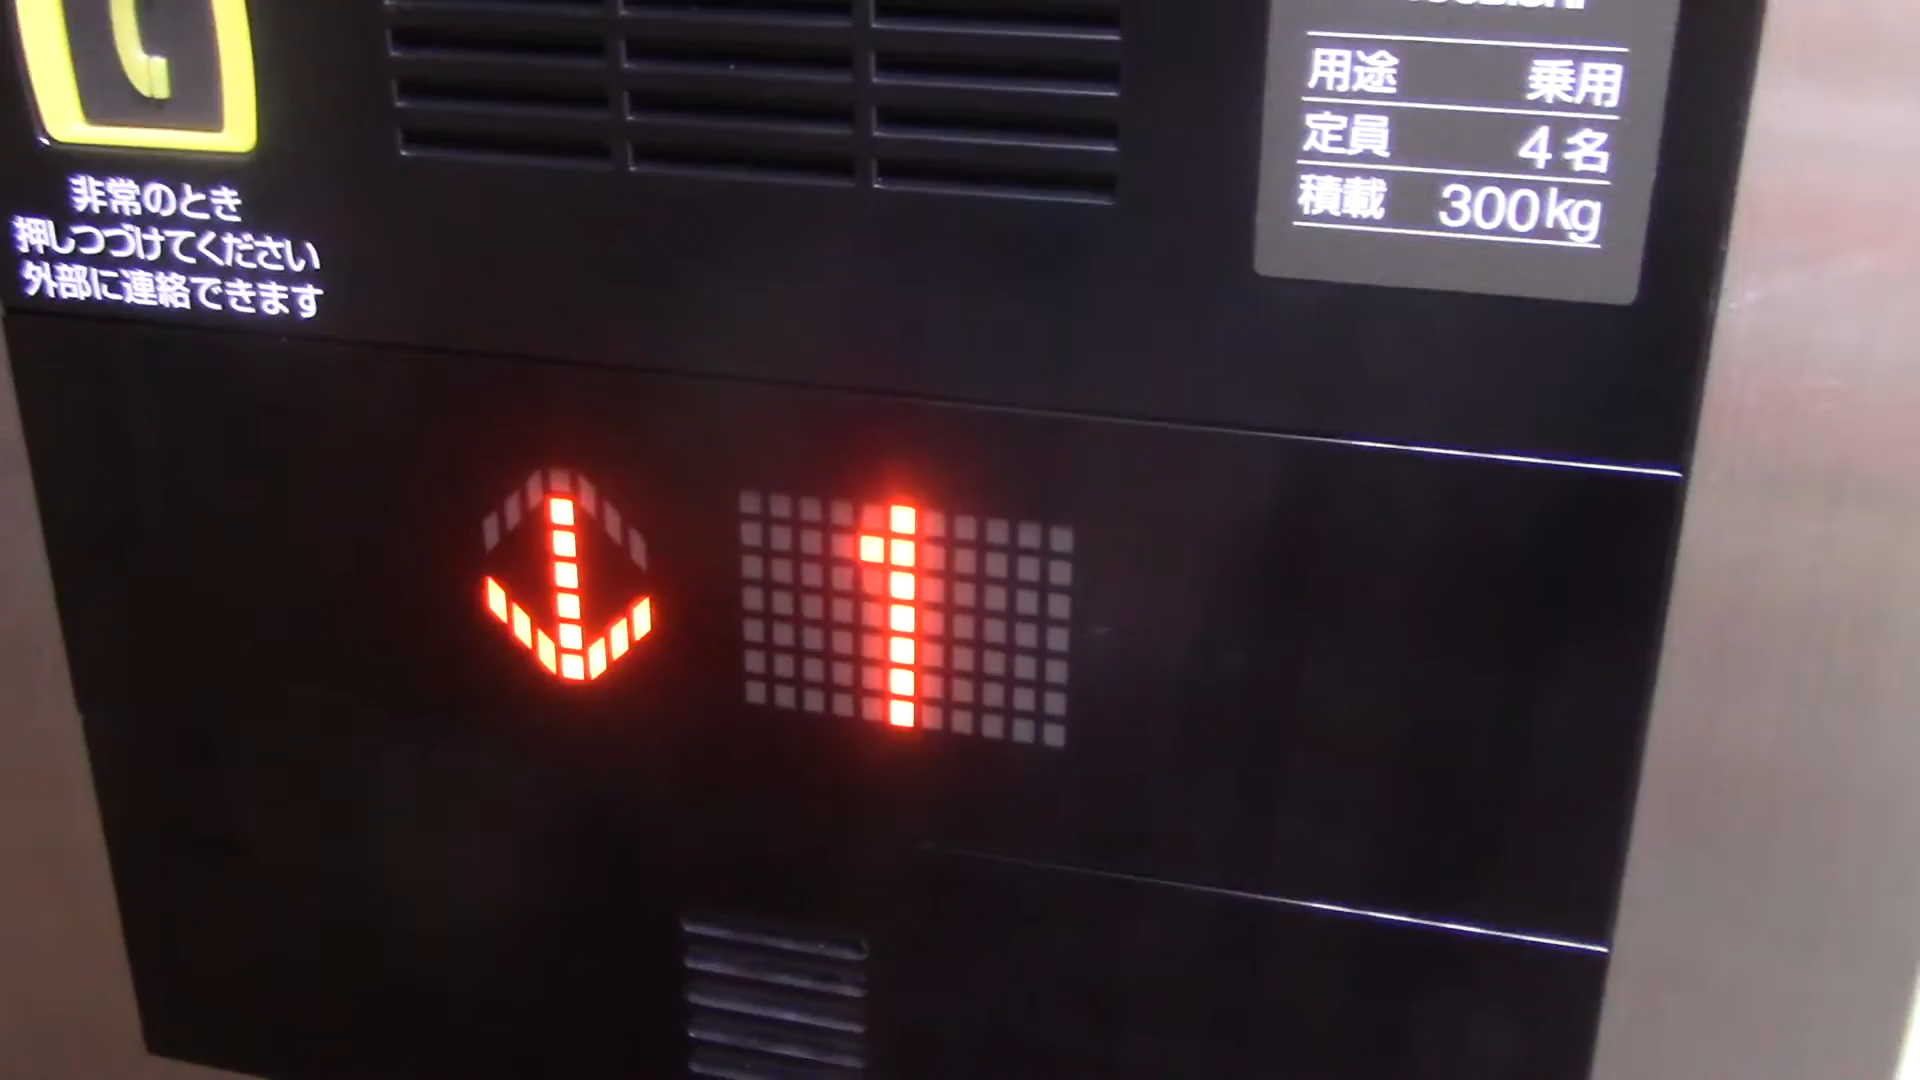 用途 乗用
定員 4名
積載 300kg
非常のとき
押しつづけてください
外部に連絡できます
1